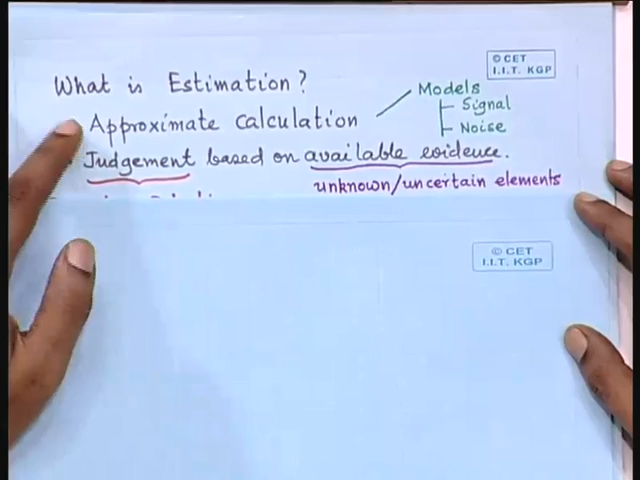 © CET
I.I.T. KGP
What is Estimation?
Models
Signal
Approximate Calculation
Noise
Judgement based on available evidence.
unknown/uncertain elements
© CET
I.I.T. KGP